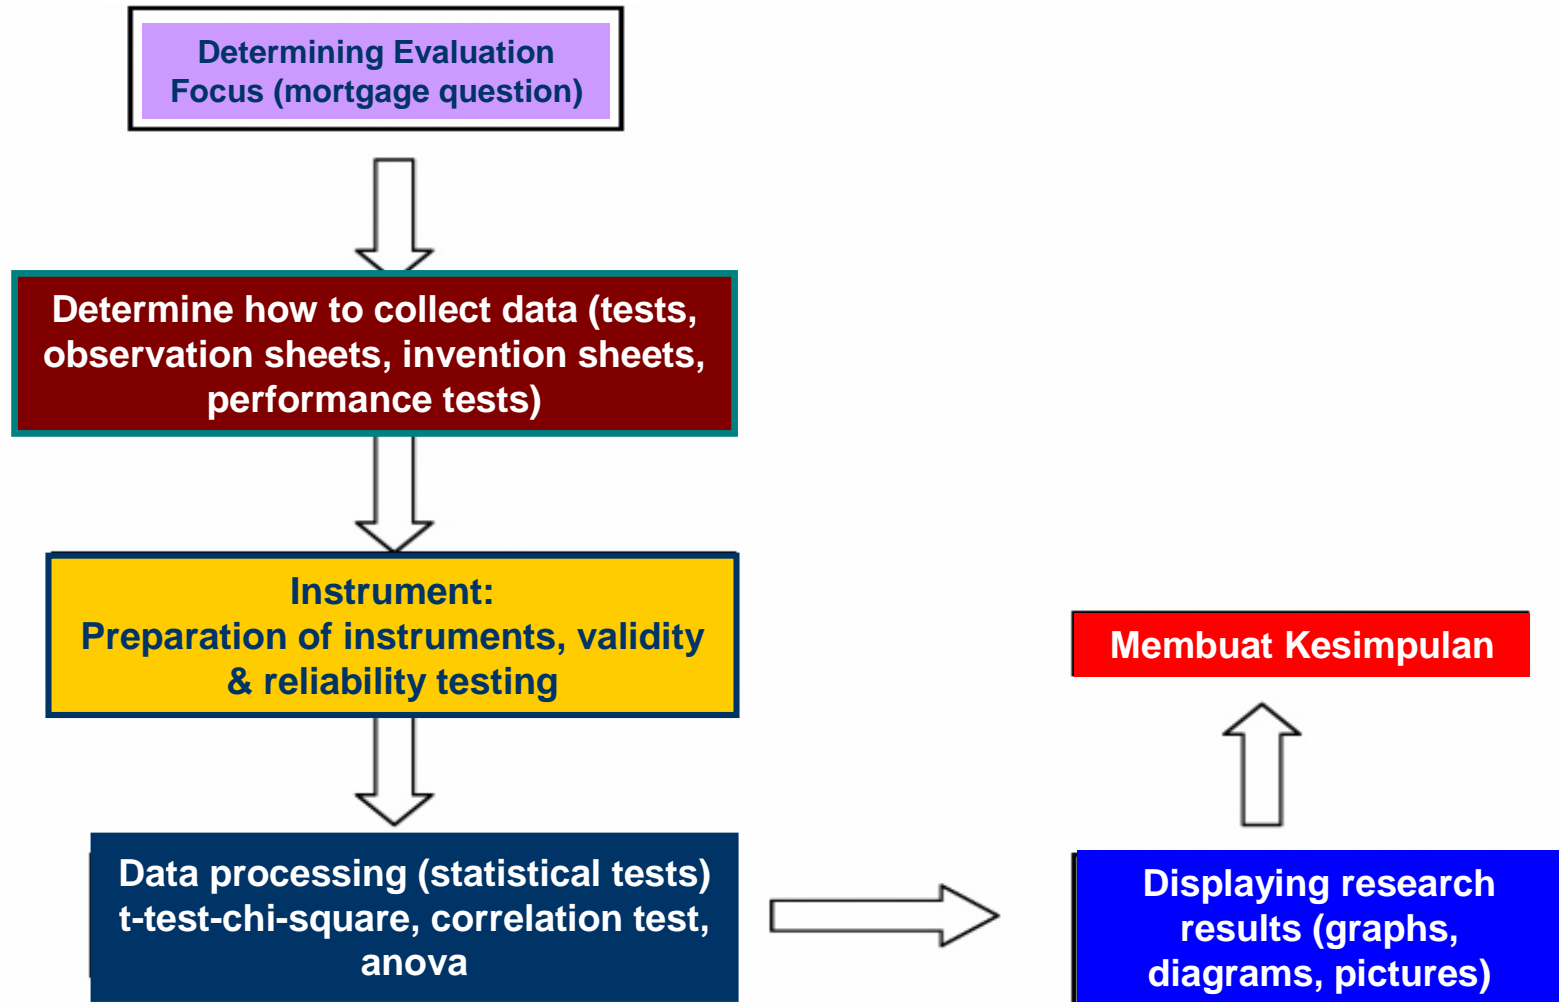 Determining Evaluation
Focus (mortgage question)
Determine how to collect data (tests,
observation sheets, invention sheets,
performance tests)
Instrument:
Preparation of instruments, validity
& reliability testing
Data processing (statistical tests)
t-test-chi-square, correlation test,
anova
Displaying research
results (graphs,
diagrams, pictures)
Membuat Kesimpulan